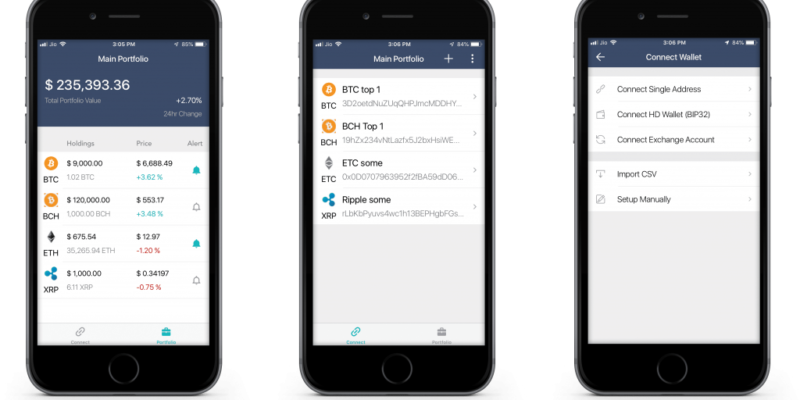 Jio
3:05 PM
85%
Main Portfolio
$ 235,393.36
Total Portfolio Value
+2.70%
24hr Change
Holdings
Price
Alert
BTC
$ 9,000.00
$ 6,688.49
1.02 BTC
+3.62 %
BCH
$ 120,000.00
$ 553.17
1,000.00 BCH
+3.48 %
ETH
$ 675.54
$ 12.97
35,265.94 ETH
-1.20 %
XRP
$ 1,000.00
$ 0.34197
6.11 XRP
-0.75 %
Connect
Portfolio
Jio
3:06 PM
84%
Main Portfolio
BTC top 1
BTC
3D2oetdNuZUqQHPJmcMDDHY...
BCH Top 1
BCH
19hZx234vNtLazfx5J2bxHsiWE...
ETC some
ETC
0x0D0707963952f2fBA59dD06...
Ripple some
XRP
rLbKbPyuvs4wc1h13BEPHgbFGs...
Connect
Portfolio
Jio
3:06 PM
84%
Connect Wallet
Connect Single Address
Connect HD Wallet (BIP32)
Connect Exchange Account
Import CSV
Setup Manually